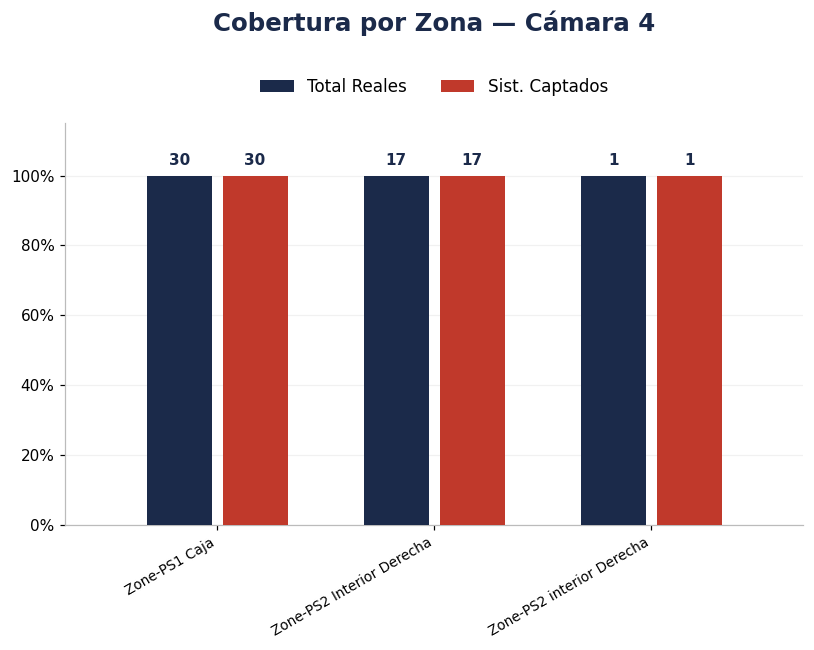 Cobertura por Zona — Cámara 4
Total Reales
Sist. Captados
30 30 17 17 1 1
100%
80%
60%
40%
20%
0%
Zone-PS1 Caja
Zone-PS2 Interior Derecha
Zone-PS2 interior Derecha